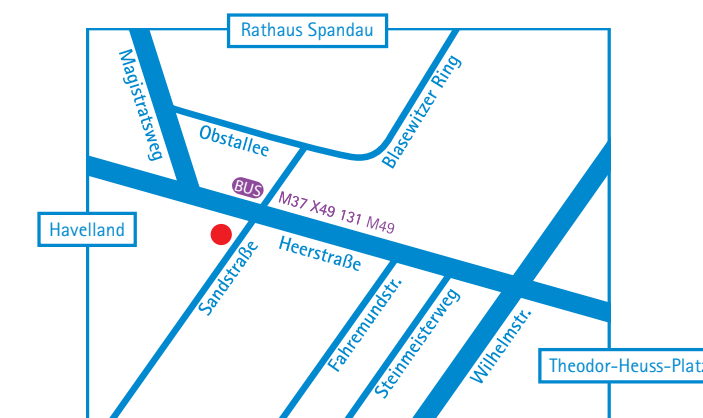 Rathaus Spandau
Magistratsweg
Obstallee
Blasewitzer Ring
BUS
M37 X49 131 M49
Havelland
Heerstraße
Sandstraße
Fahremundstr.
Steinmeisterweg
Wilhelmstr.
Theodor-Heuss-Platz